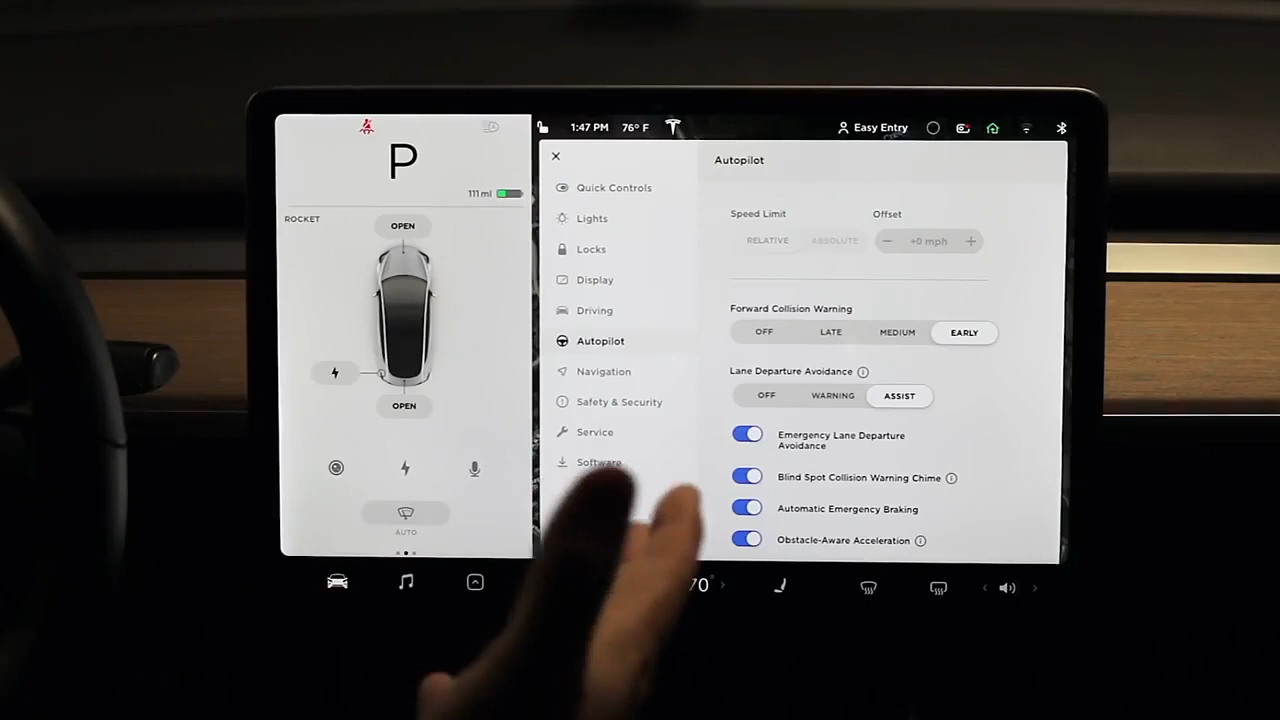 P
111 mi
ROCKET
OPEN
OPEN
AUTO
1:47 PM 76° F
Easy Entry
Quick Controls
Lights
Locks
Display
Driving
Autopilot
Navigation
Safety & Security
Service
Software
Autopilot
Speed Limit Offset
RELATIVE ABSOLUTE +0 mph
Forward Collision Warning
OFF LATE MEDIUM EARLY
Lane Departure Avoidance
OFF WARNING ASSIST
Emergency Lane Departure
Avoidance
Blind Spot Collision Warning Chime
Automatic Emergency Braking
Obstacle-Aware Acceleration
70°